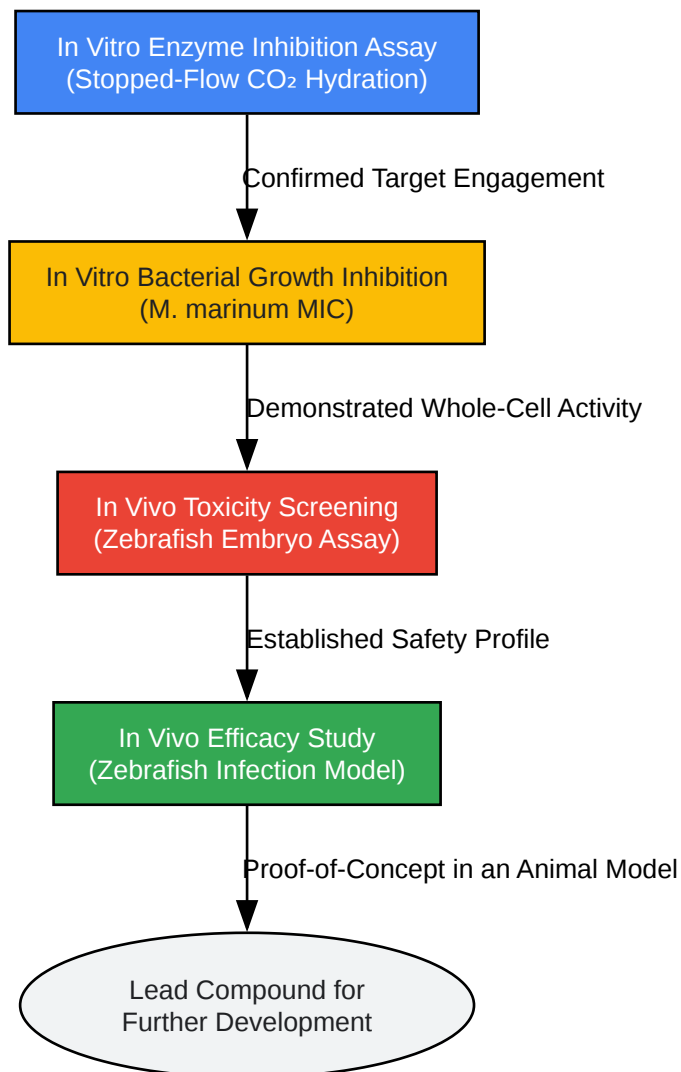 In Vitro Enzyme Inhibition Assay
(Stopped-Flow CO₂ Hydration)
Confirmed Target Engagement
In Vitro Bacterial Growth Inhibition
(M. marinum MIC)
Demonstrated Whole-Cell Activity
In Vivo Toxicity Screening
(Zebrafish Embryo Assay)
Established Safety Profile
In Vivo Efficacy Study
(Zebrafish Infection Model)
Proof-of-Concept in an Animal Model
Lead Compound for
Further Development